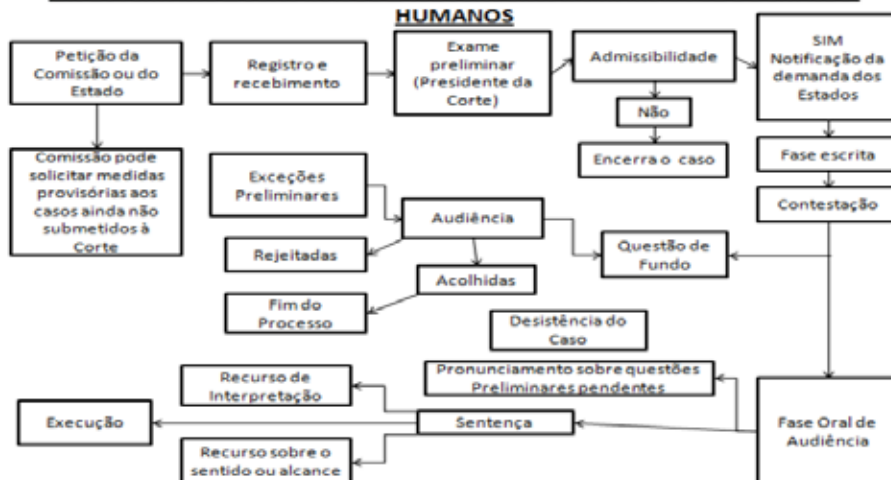 HUMANOS
Petição da
Comissão ou do
Estado
Registro e
recebimento
Exame
preliminar
(Presidente da
Corte)
Admissibilidade
SIM
Notificação da
demanda dos
Estados
Não
Encerra o caso
Fase escrita
Contestação
Comissão pode
solicitar medidas
provisórias aos
casos ainda não
submetidos à
Corte
Exceções
Preliminares
Audiência
Rejeitadas
Acolhidas
Questão de
Fundo
Fim do
Processo
Desistência do
Caso
Pronunciamento sobre questões
Preliminares pendentes
Recurso de
Interpretação
Execução
Sentença
Fase Oral de
Audiência
Recurso sobre o
sentido ou alcance